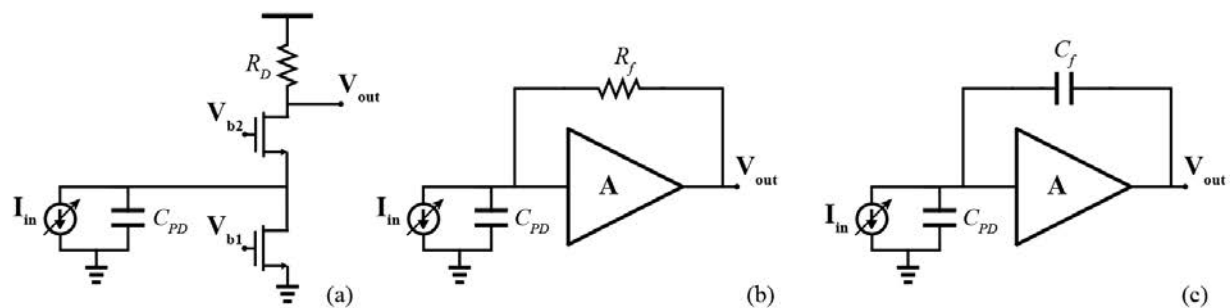 R_D
V_out
V_b2
I_in
C_PD
V_b1
(a)
R_f
A
V_out
I_in
C_PD
(b)
C_f
A
V_out
I_in
C_PD
(c)